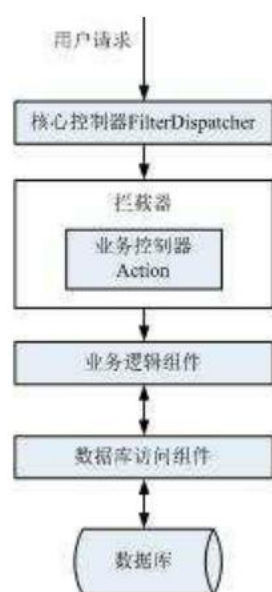 用户请求
核心控制器FilterDispatcher
拦截器
业务控制器
Action
业务逻辑组件
数据库访问组件
数据库